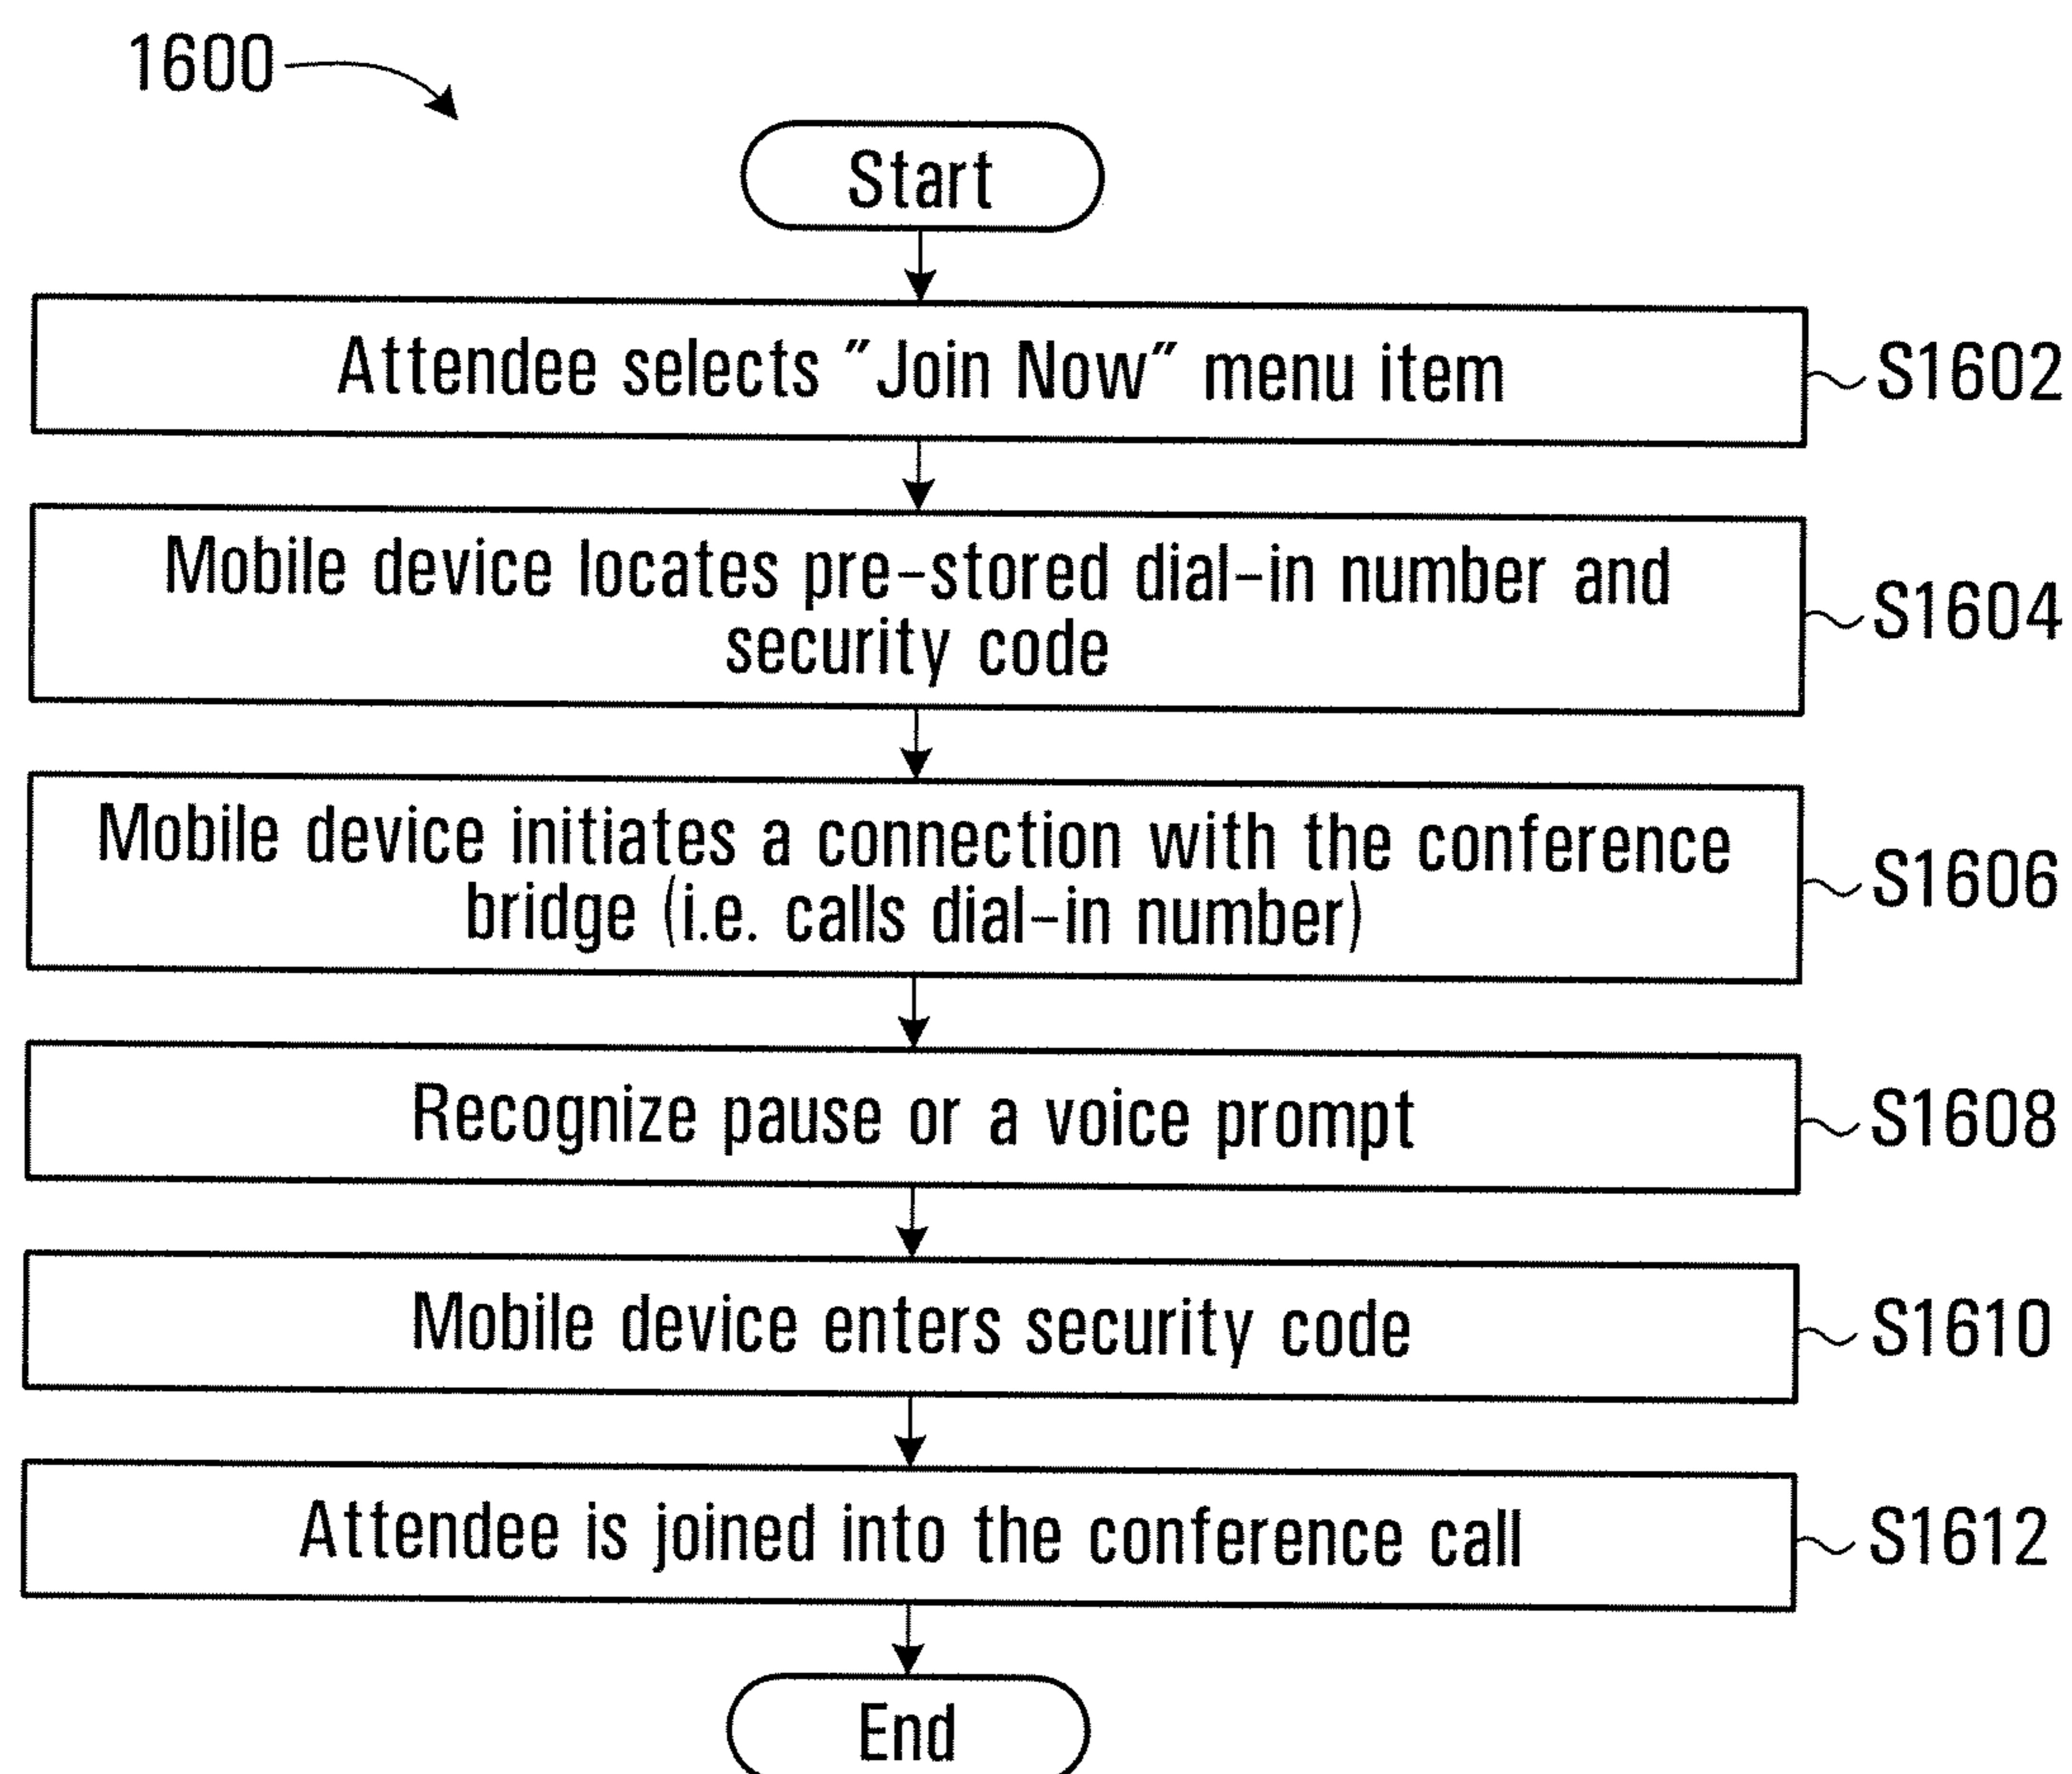 1600
Start
Attendee selects "Join Now" menu item
S1602
Mobile device locates pre-stored dial-in number and
security code
S1604
Mobile device initiates a connection with the conference
bridge (i.e. calls dial-in number)
S1606
Recognize pause or a voice prompt
S1608
Mobile device enters security code
S1610
Attendee is joined into the conference call
S1612
End